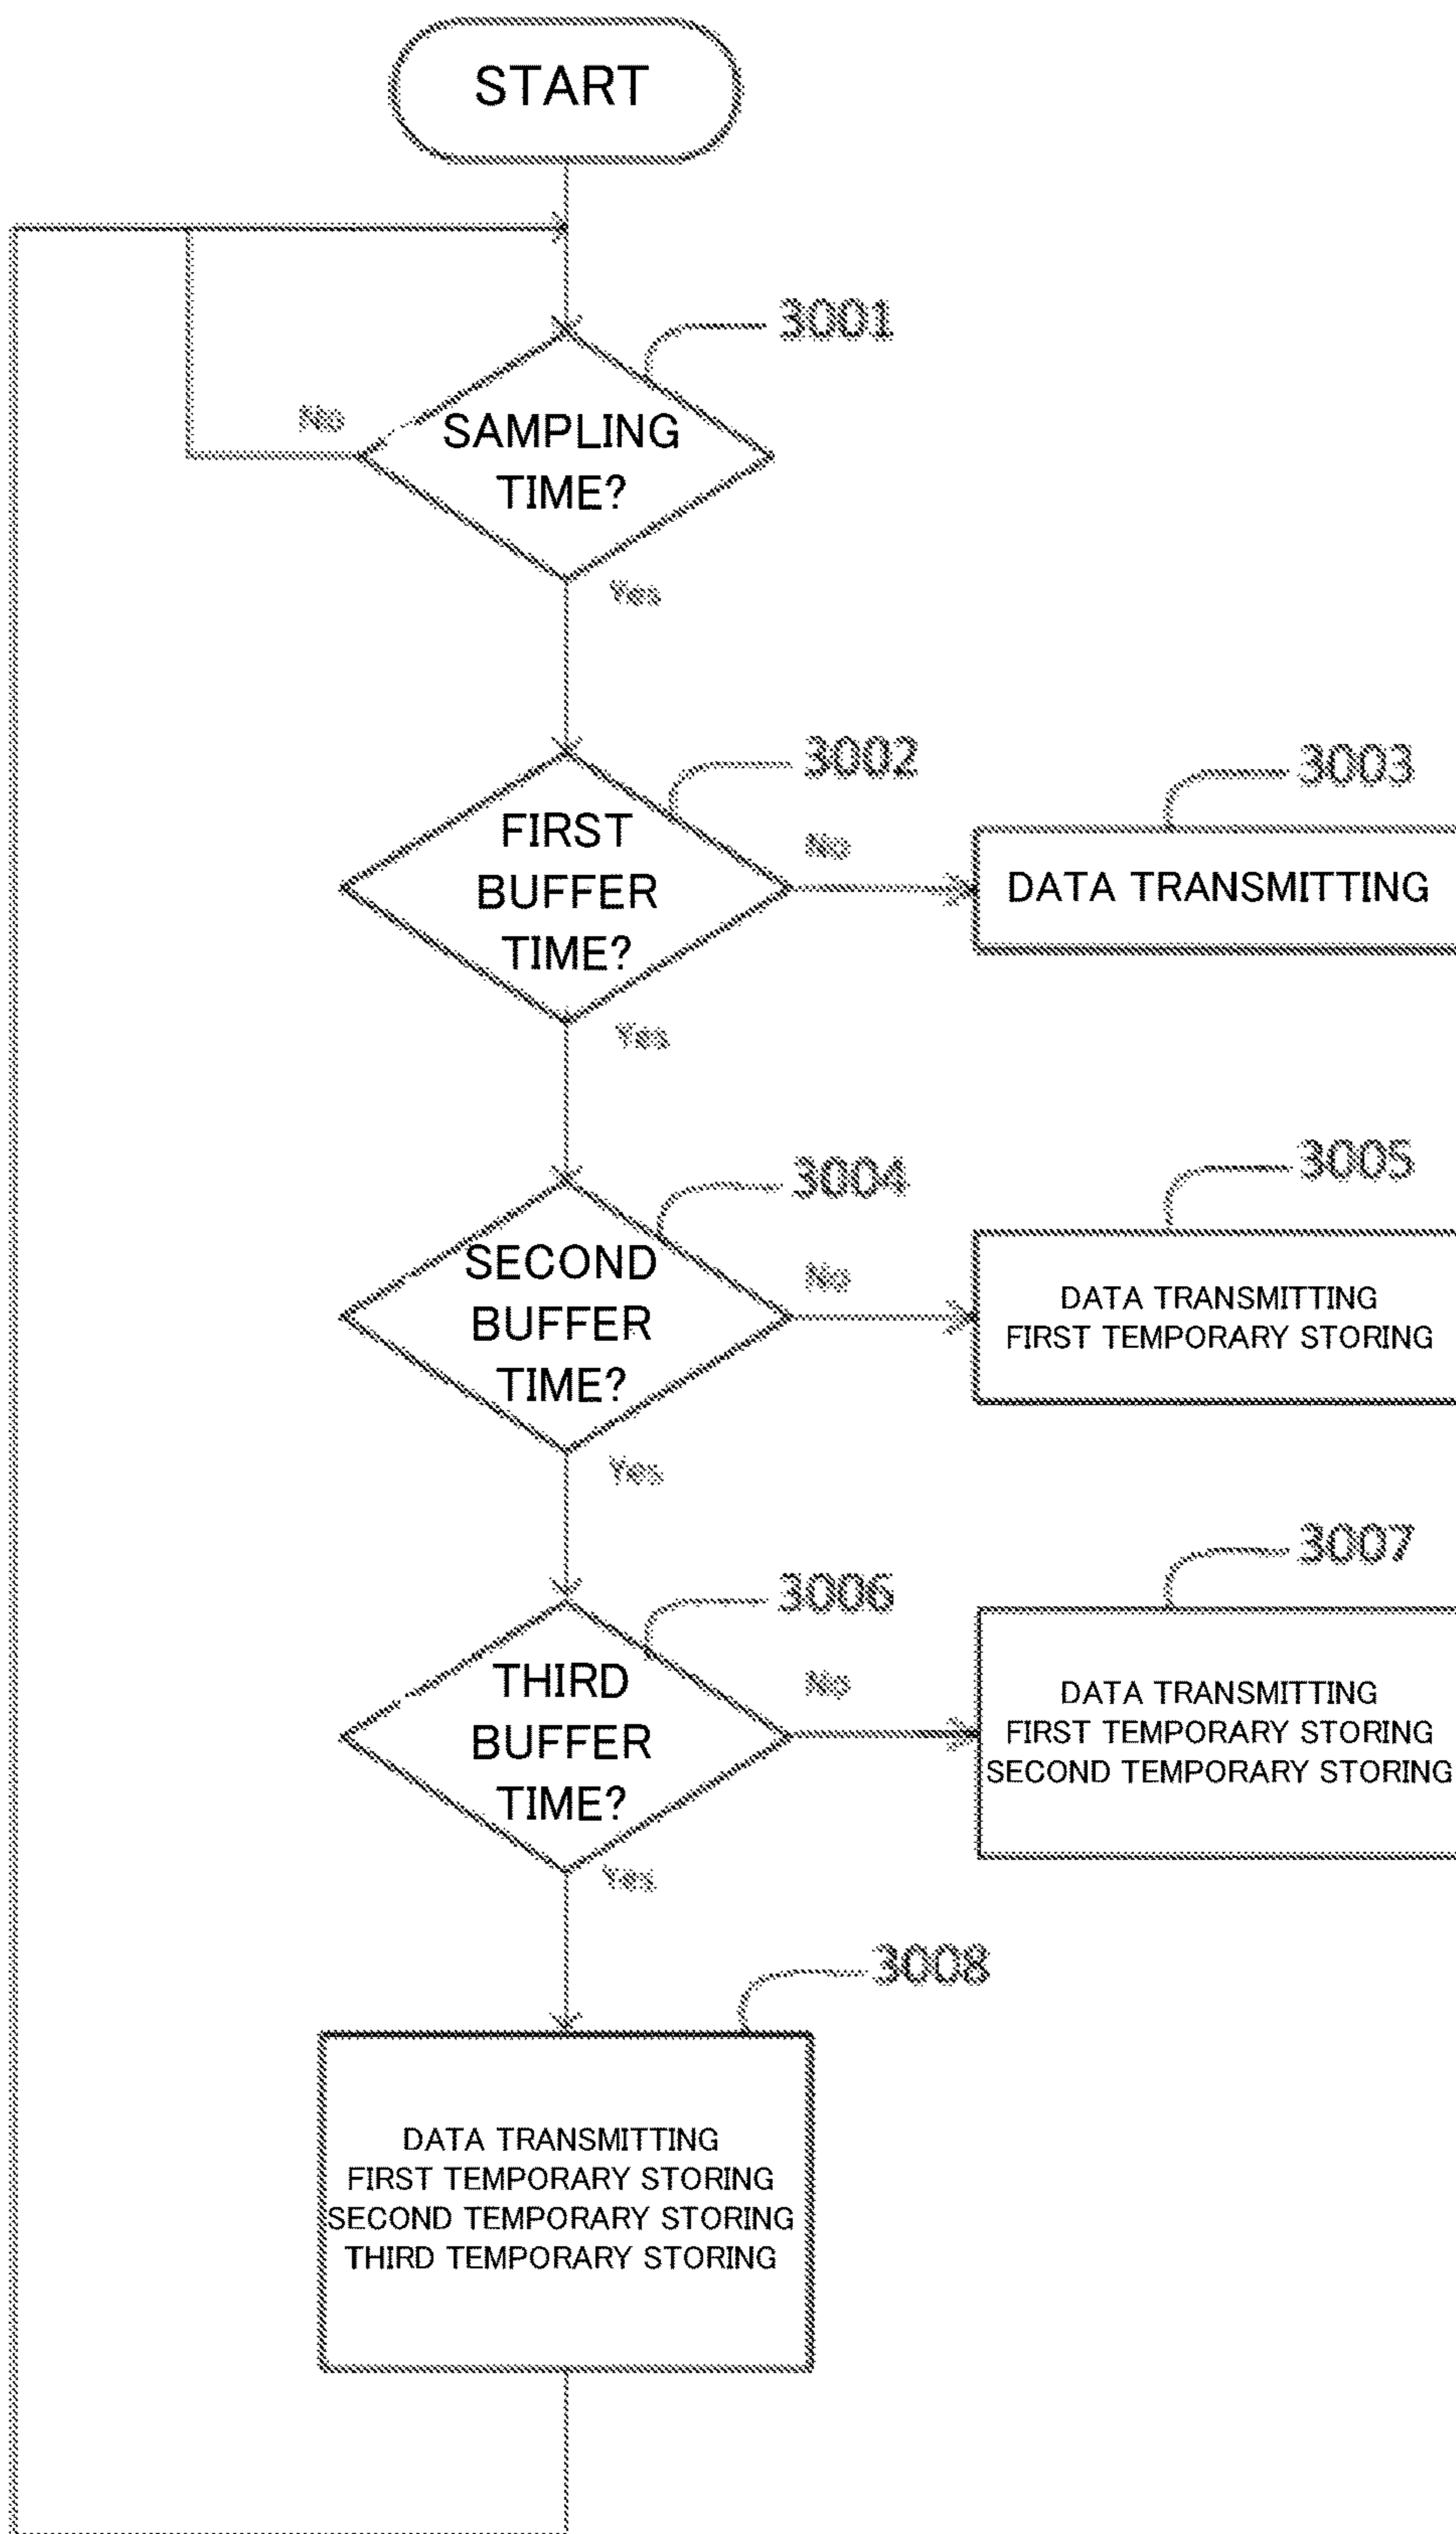 START
3001
No
SAMPLING
TIME?
Yes
3002
3003
FIRST
BUFFER
TIME?
No
DATA TRANSMITTING
Yes
3004
3005
SECOND
BUFFER
TIME?
No
DATA TRANSMITTING
FIRST TEMPORARY STORING
Yes
3006
3007
THIRD
BUFFER
TIME?
No
DATA TRANSMITTING
FIRST TEMPORARY STORING
SECOND TEMPORARY STORING
Yes
3008
DATA TRANSMITTING
FIRST TEMPORARY STORING
SECOND TEMPORARY STORING
THIRD TEMPORARY STORING